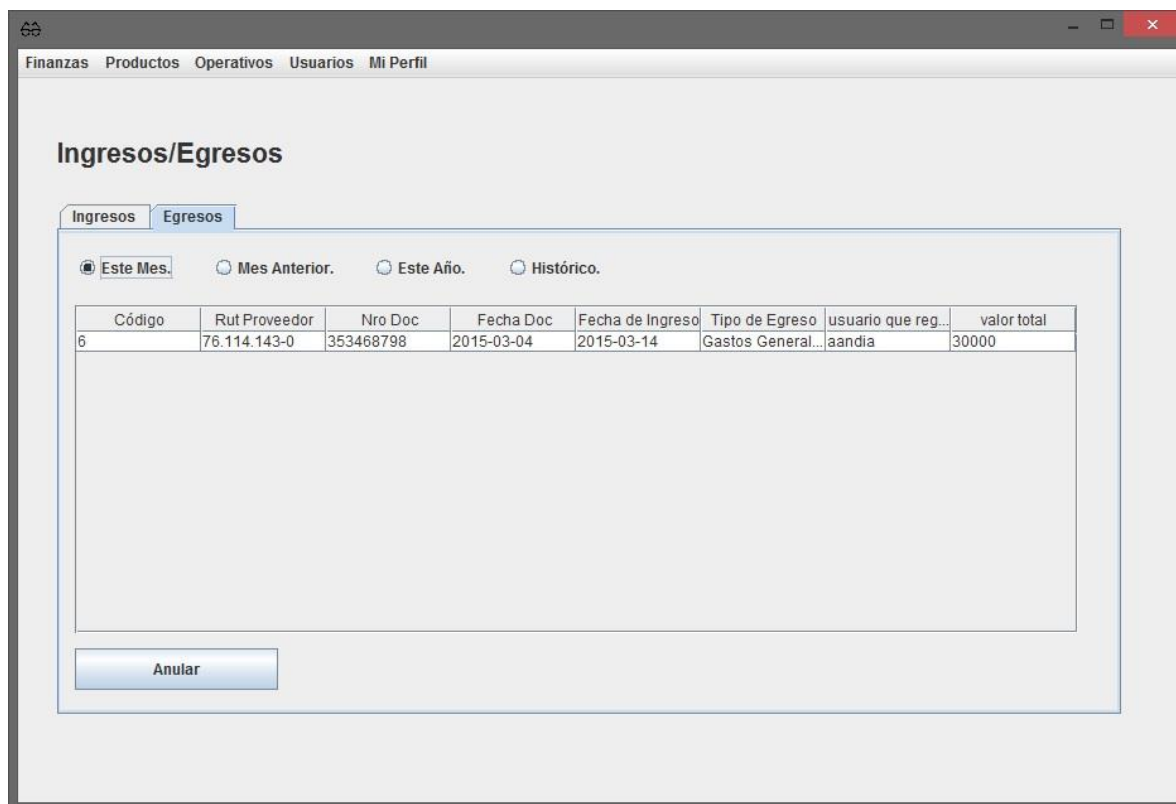 Finanzas Productos Operativos Usuarios Mi Perfil
Ingresos/Egresos
Ingresos Egresos
Este Mes. Mes Anterior. Este Año. Histórico.
Código Rut Proveedor Nro Doc Fecha Doc Fecha de Ingreso Tipo de Egreso usuario que reg... valor total
6 76.114.143-0 353468798 2015-03-04 2015-03-14 Gastos General... aandia 30000
Anular